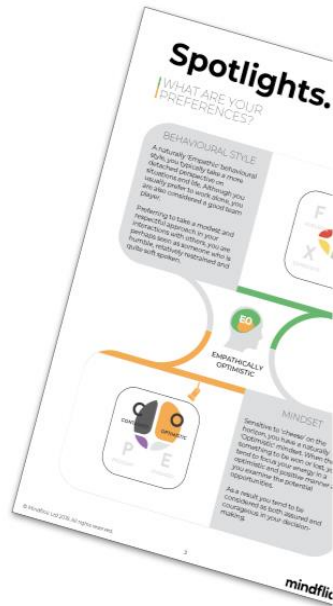 Spotlights.
WHAT ARE YOUR
PREFERENCES?
BEHAVIOURAL STYLE
A naturally 'Empathic' behavioural
style, you typically take a more
detached perspective on
situations and life. Although you
usually prefer to work alone, you
are also considered a good team
player.
Preferring to take a modest and
respectful approach in your
interactions with others, you are
perhaps seen as someone who is
humble, relatively restrained and
quite soft spoken.
F
X
EO
EMPATHICALLY
OPTIMISTIC
C
O
OPTIMISTIC
P
E
MINDSET
Sensitive to 'cheese' on the
horizon, you have a naturally
'Optimistic' mindset. When the
something to be won or lost,
tend to focus your energy in a
optimistic and positive manner
you examine the potential
opportunities.
As a result you tend to be
considered as both assured and
courageous in your decision-
making.
© Mindflick Ltd 2016 All rights reserved.
3
mindflic